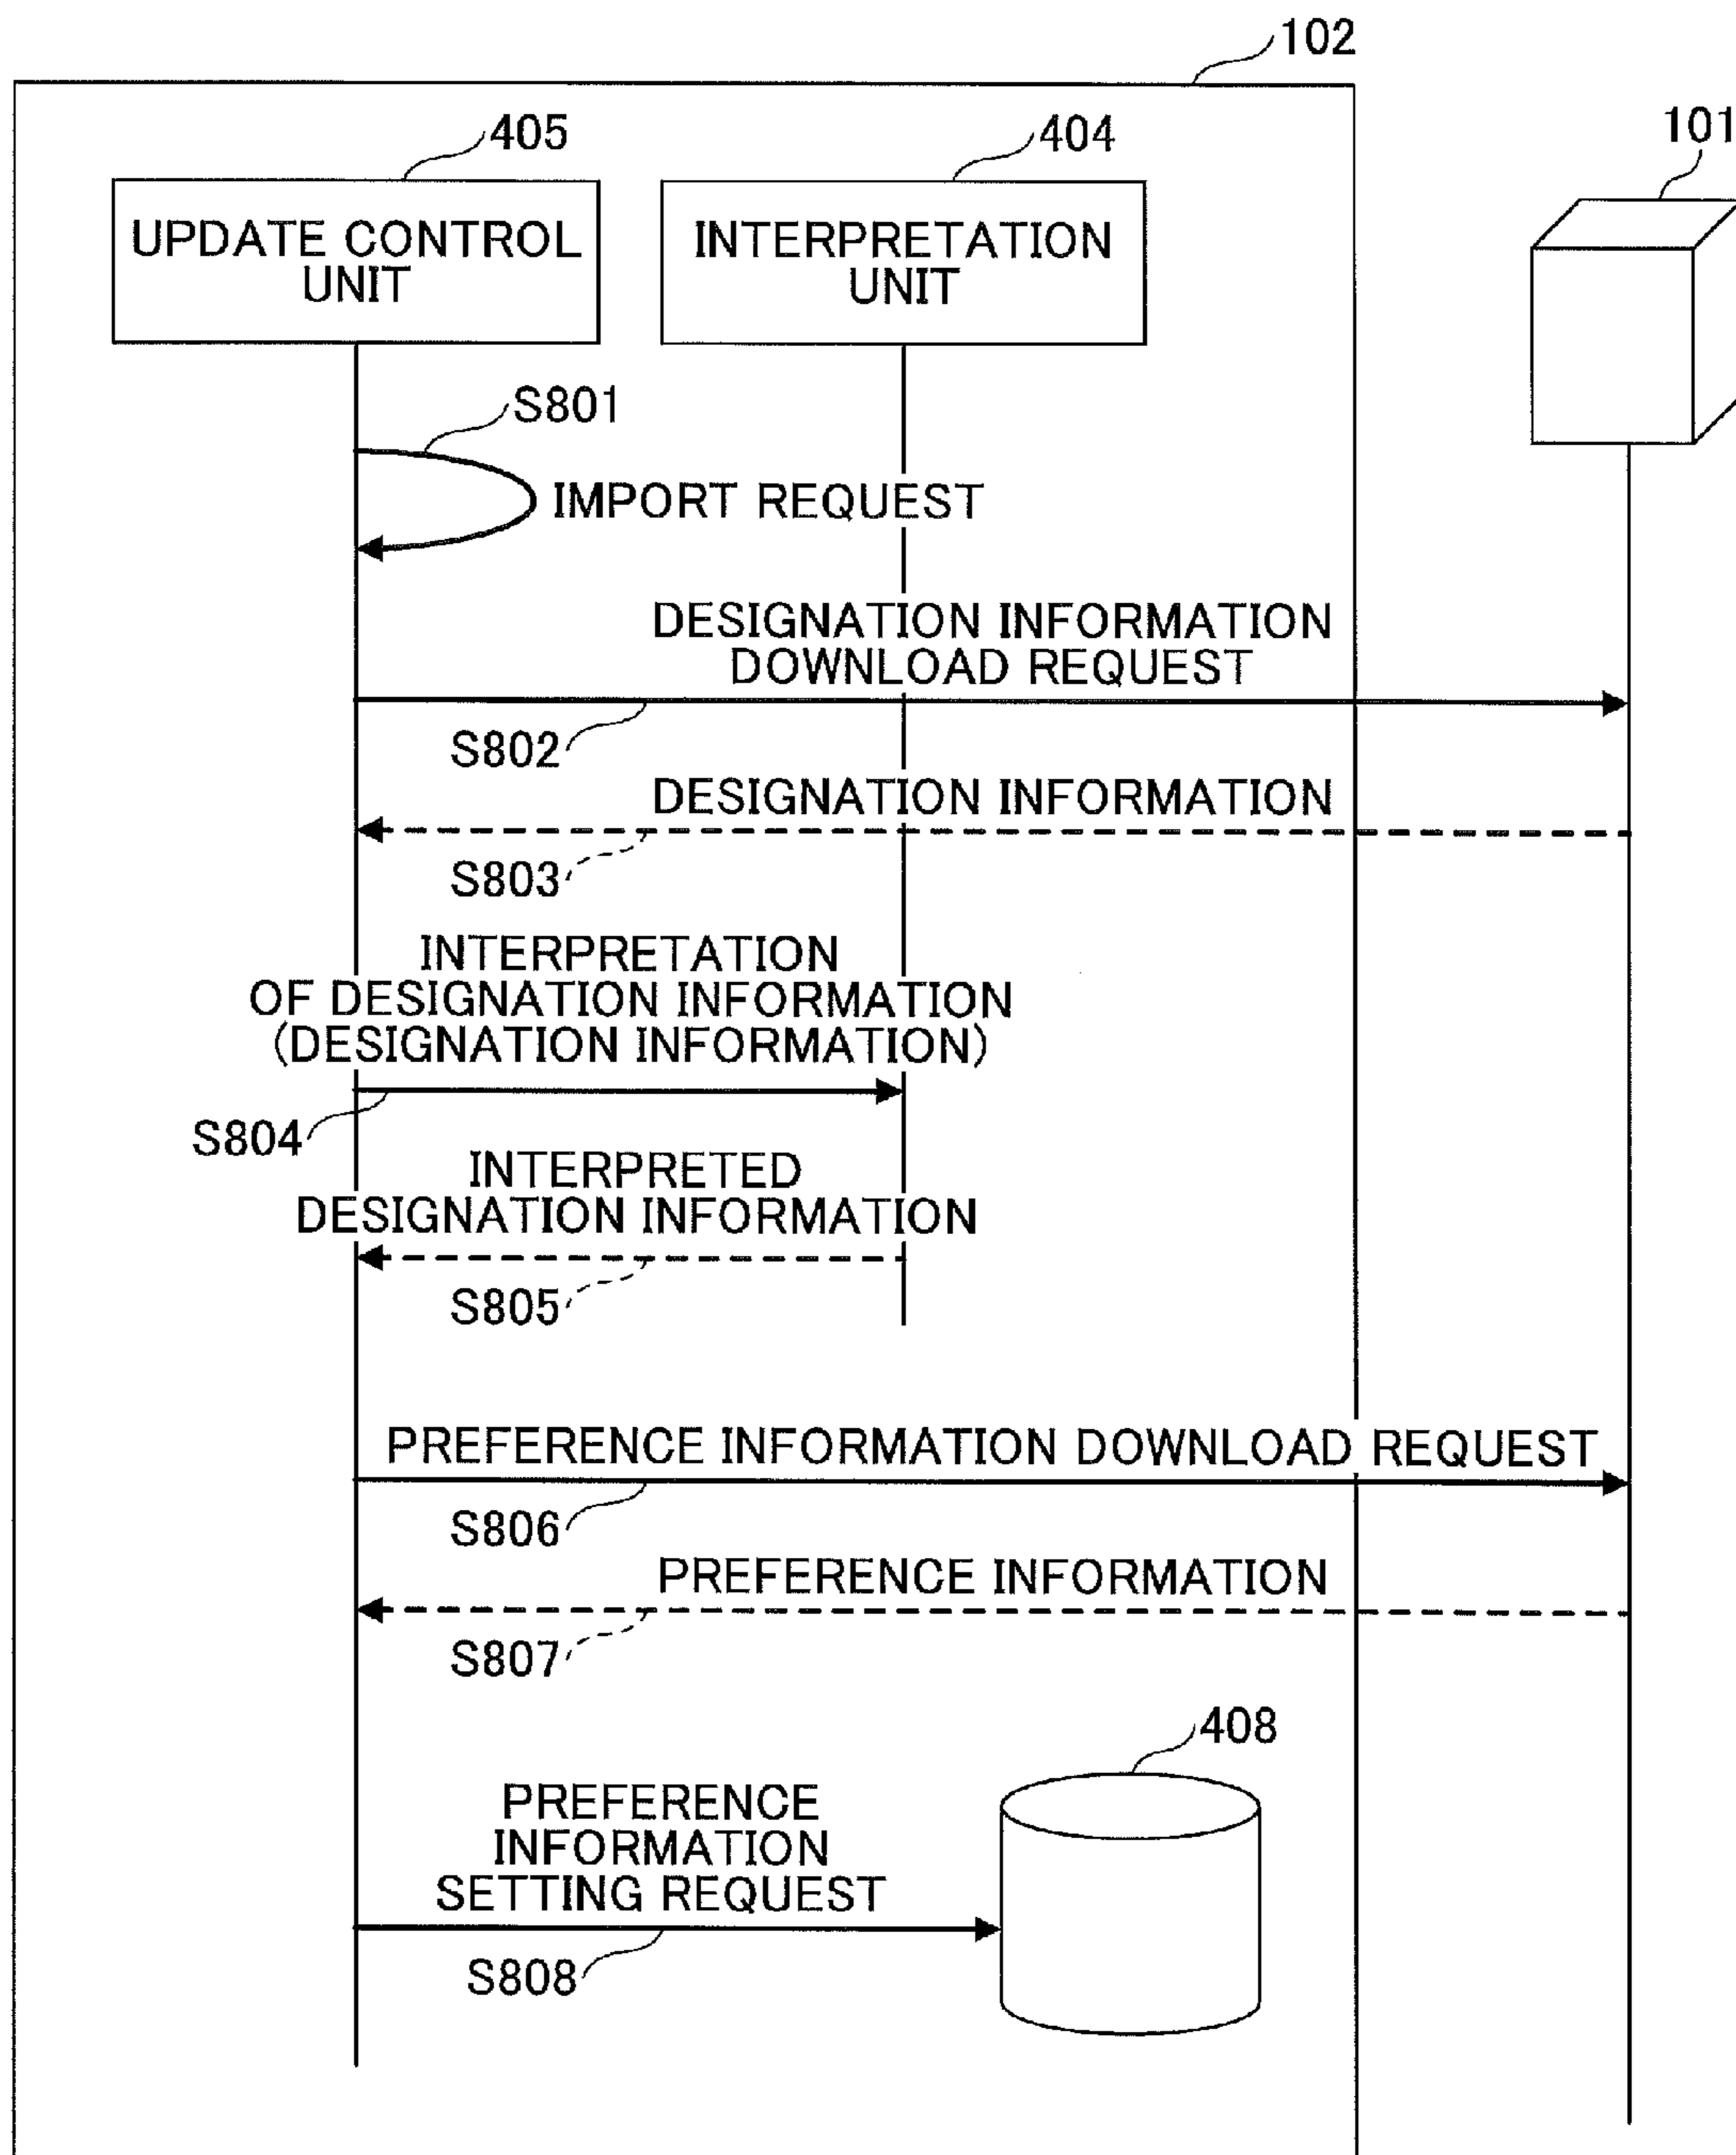 102
405
404
101
UPDATE CONTROL
UNIT
INTERPRETATION
UNIT
S801
IMPORT REQUEST
DESIGNATION INFORMATION
DOWNLOAD REQUEST
S802
DESIGNATION INFORMATION
S803
INTERPRETATION
OF DESIGNATION INFORMATION
(DESIGNATION INFORMATION)
S804
INTERPRETED
DESIGNATION INFORMATION
S805
PREFERENCE INFORMATION DOWNLOAD REQUEST
S806
PREFERENCE INFORMATION
S807
408
PREFERENCE
INFORMATION
SETTING REQUEST
S808